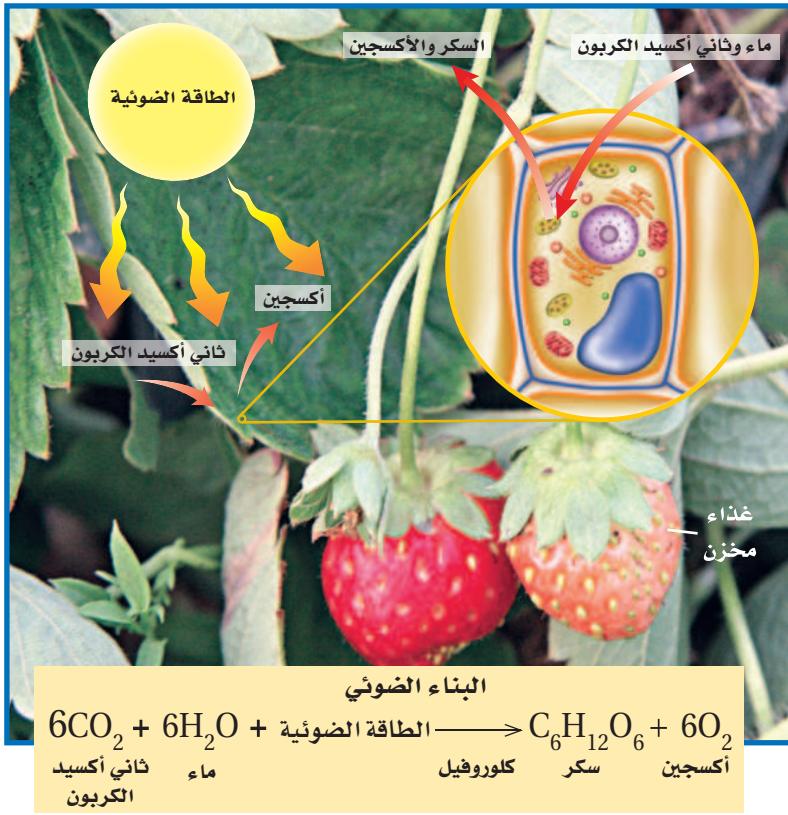 السكر والأكسجين
ماء وثاني أكسيد الكربون
الطاقة الضوئية
أكسجين
ثاني أكسيد الكربون
غذاء
مخزن
البناء الضوئي
6CO₂ + 6H₂O + الطاقة الضوئية ⟶ C₆H₁₂O₆ + 6O₂
ثاني أكسيد الكربون
ماء
كلوروفيل
سكر
أكسجين